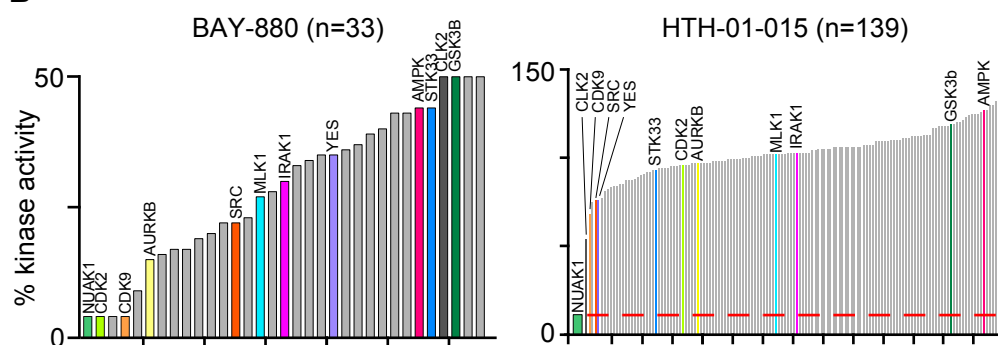 BAY-880 (n=33)
HTH-01-015 (n=139)
% kinase activity
50
0
NUAK1
CDK2
CDK9
AURKB
SRC
MLK1
IRAK1
YES
AMPK
STK33
CLK2
GSK3B
150
0
NUAK1
CLK2
CDK9
SRC
YES
STK33
CDK2
AURKB
MLK1
IRAK1
GSK3b
AMPK